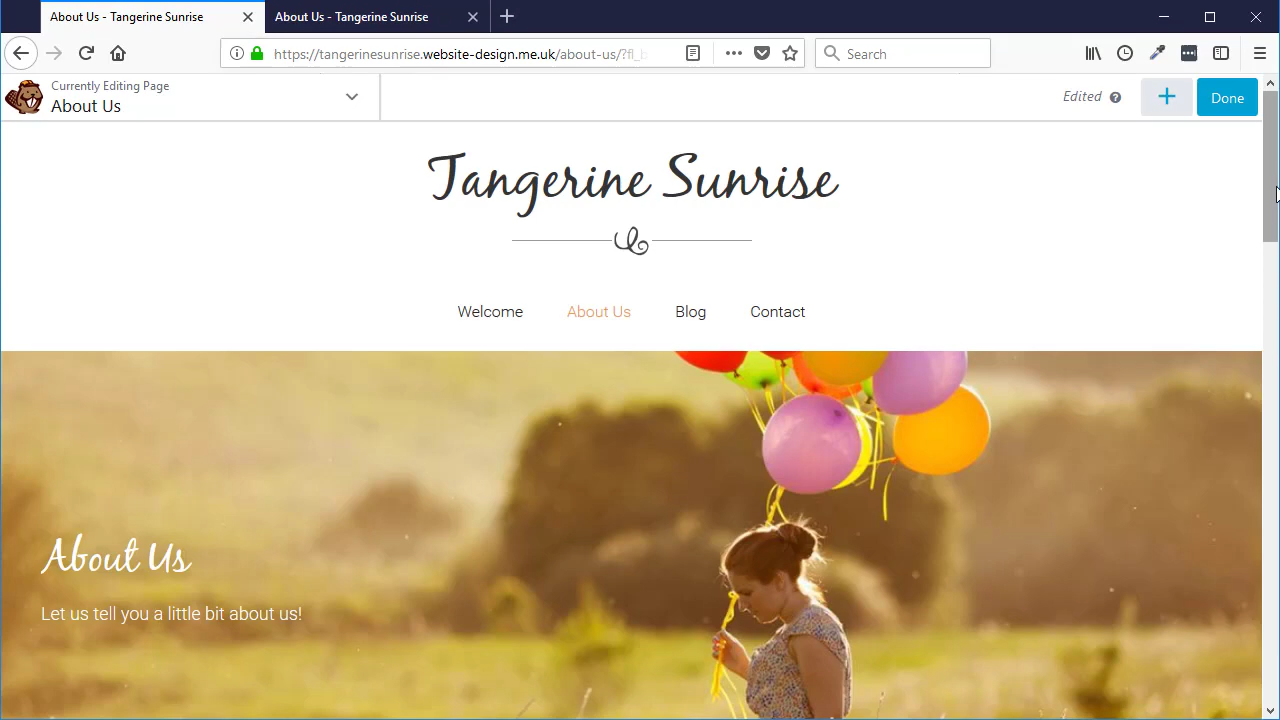 About Us - Tangerine Sunrise
About Us - Tangerine Sunrise
https://tangerinesunrise.website-design.me.uk/about-us/?fl_b
Search
Currently Editing Page
About Us
Edited
Done
Tangerine Sunrise
Welcome About Us Blog Contact
About Us
Let us tell you a little bit about us!